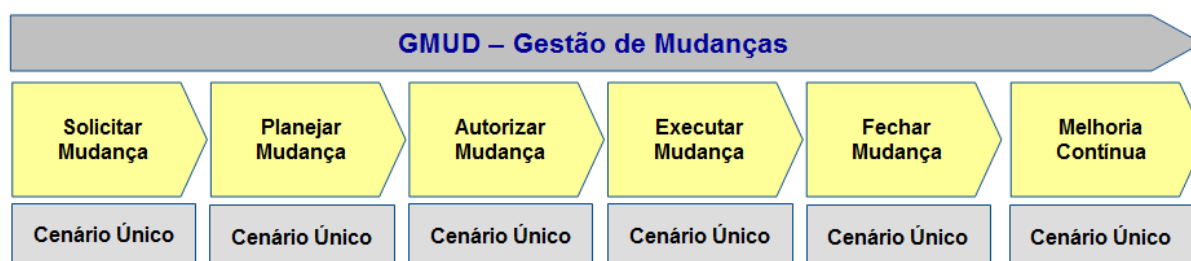 GMUD – Gestão de Mudanças
Solicitar
Mudança
Planejar
Mudança
Autorizar
Mudança
Executar
Mudança
Fechar
Mudança
Melhoria
Contínua
Cenário Único
Cenário Único
Cenário Único
Cenário Único
Cenário Único
Cenário Único